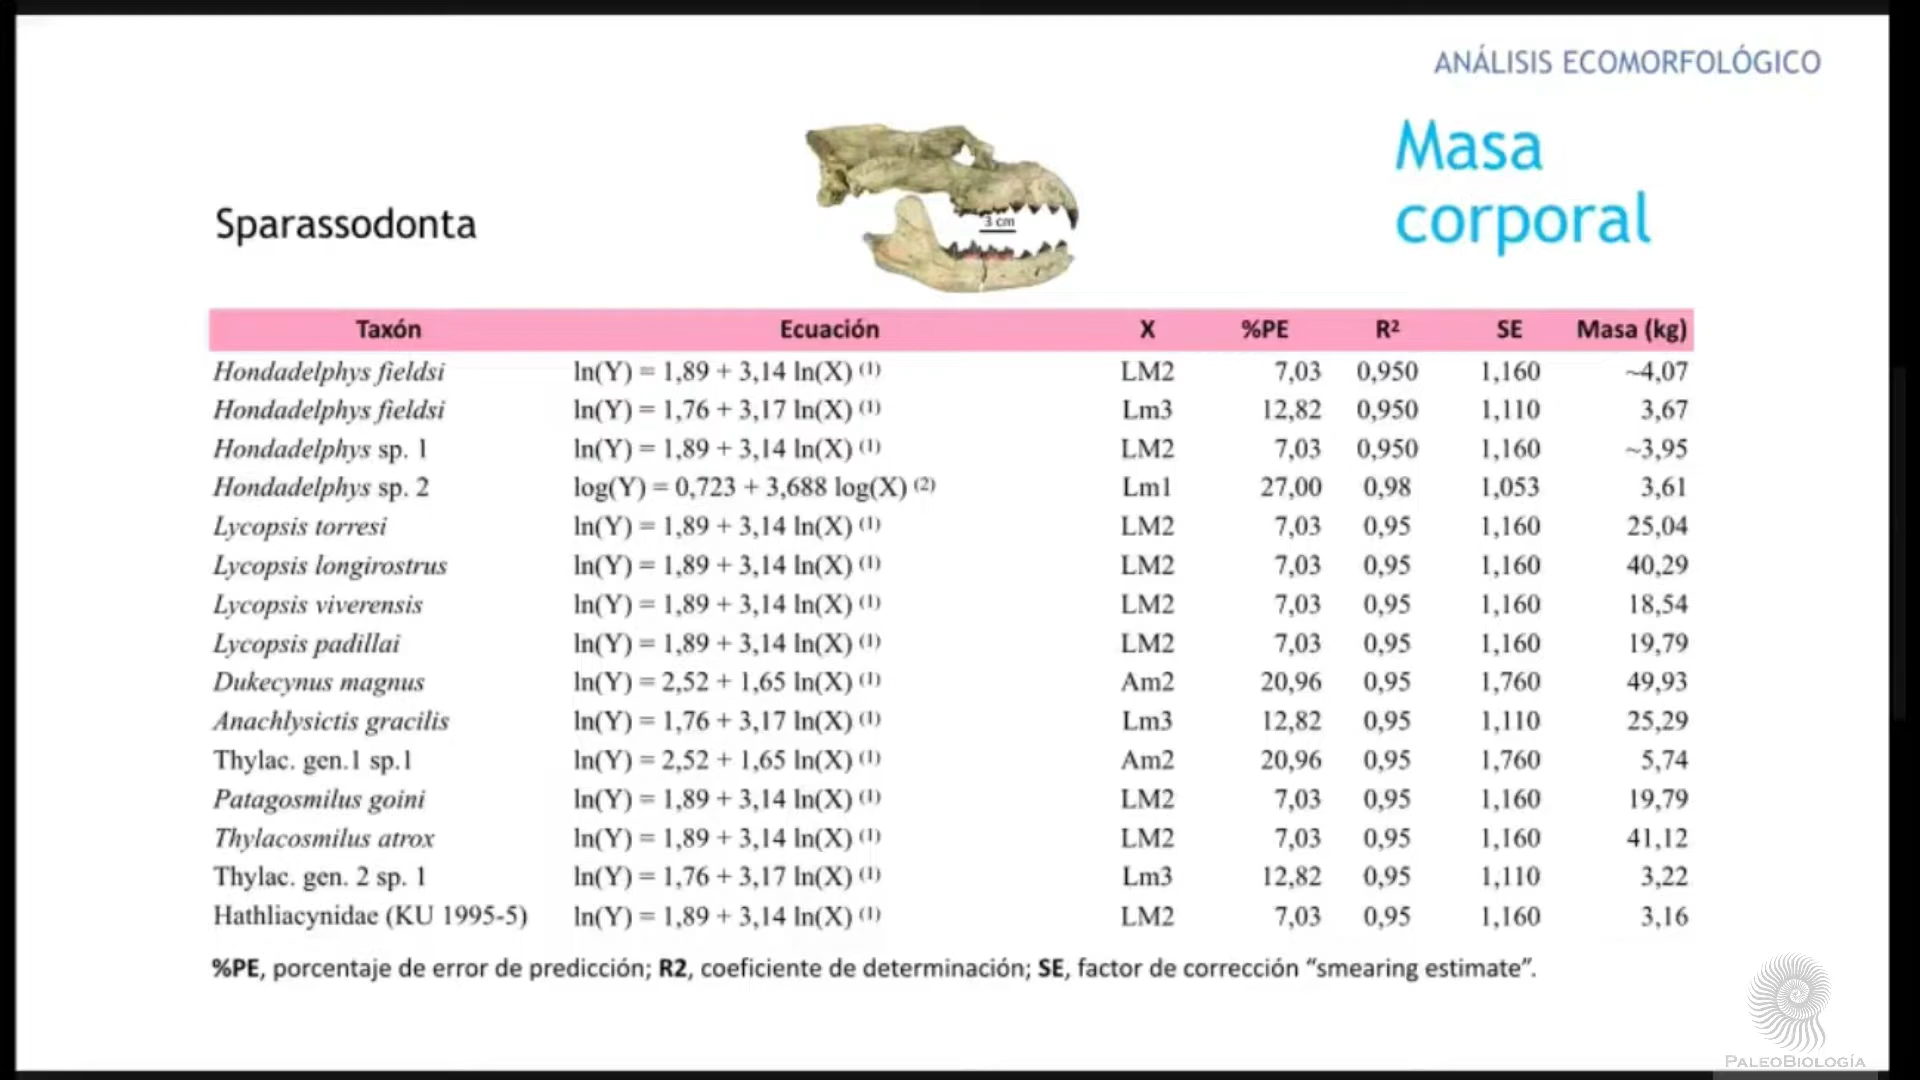 ANÁLISIS ECOMORFOLÓGICO
Masa
corporal
Sparassodonta
3 cm
Taxón Ecuación X %PE R² SE Masa (kg)
Hondadelphys fieldsi ln(Y) = 1,89 + 3,14 ln(X) (1) LM2 7,03 0,950 1,160 ~4,07
Hondadelphys fieldsi ln(Y) = 1,76 + 3,17 ln(X) (1) Lm3 12,82 0,950 1,110 3,67
Hondadelphys sp. 1 ln(Y) = 1,89 + 3,14 ln(X) (1) LM2 7,03 0,950 1,160 ~3,95
Hondadelphys sp. 2 log(Y) = 0,723 + 3,688 log(X) (2) Lm1 27,00 0,98 1,053 3,61
Lycopsis torresi ln(Y) = 1,89 + 3,14 ln(X) (1) LM2 7,03 0,95 1,160 25,04
Lycopsis longirostrus ln(Y) = 1,89 + 3,14 ln(X) (1) LM2 7,03 0,95 1,160 40,29
Lycopsis viverensis ln(Y) = 1,89 + 3,14 ln(X) (1) LM2 7,03 0,95 1,160 18,54
Lycopsis padillai ln(Y) = 1,89 + 3,14 ln(X) (1) LM2 7,03 0,95 1,160 19,79
Dukecynus magnus ln(Y) = 2,52 + 1,65 ln(X) (1) Am2 20,96 0,95 1,760 49,93
Anachlysictis gracilis ln(Y) = 1,76 + 3,17 ln(X) (1) Lm3 12,82 0,95 1,110 25,29
Thylac. gen.1 sp.1 ln(Y) = 2,52 + 1,65 ln(X) (1) Am2 20,96 0,95 1,760 5,74
Patagosmilus goini ln(Y) = 1,89 + 3,14 ln(X) (1) LM2 7,03 0,95 1,160 19,79
Thylacosmilus atrox ln(Y) = 1,89 + 3,14 ln(X) (1) LM2 7,03 0,95 1,160 41,12
Thylac. gen. 2 sp. 1 ln(Y) = 1,76 + 3,17 ln(X) (1) Lm3 12,82 0,95 1,110 3,22
Hathliacynidae (KU 1995-5) ln(Y) = 1,89 + 3,14 ln(X) (1) LM2 7,03 0,95 1,160 3,16
%PE, porcentaje de error de predicción; R2, coeficiente de determinación; SE, factor de corrección “smearing estimate”.
PALEOBIOLOGÍA